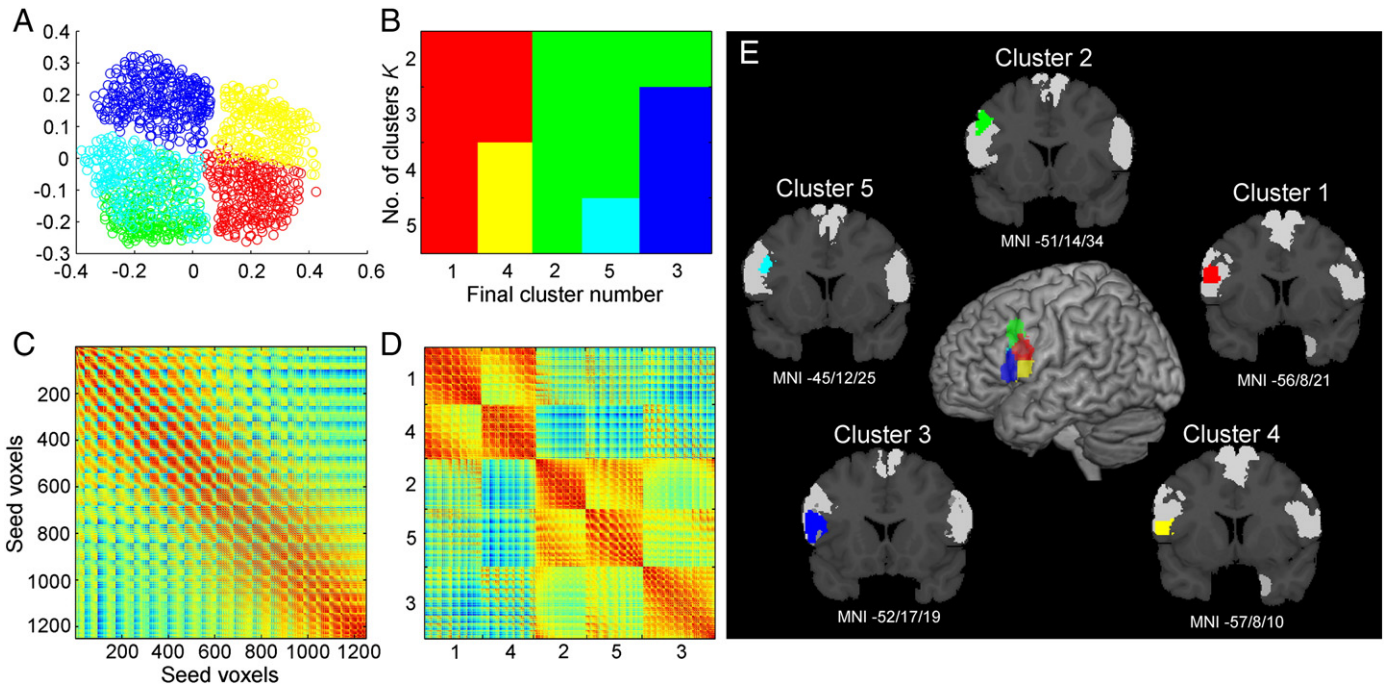 A
0.4
0.3
0.2
0.1
0
-0.1
-0.2
-0.3
-0.4 -0.2 0 0.2 0.4 0.6
B
No. of clusters K
2
3
4
5
1 4 2 5 3
Final cluster number
C
Seed voxels
200
400
600
800
1000
1200
200 400 600 800 1000 1200
Seed voxels
D
1
4
2
5
3
1 4 2 5 3
E
Cluster 2
MNI -51/14/34
Cluster 5
MNI -45/12/25
Cluster 1
MNI -56/8/21
Cluster 3
MNI -52/17/19
Cluster 4
MNI -57/8/10